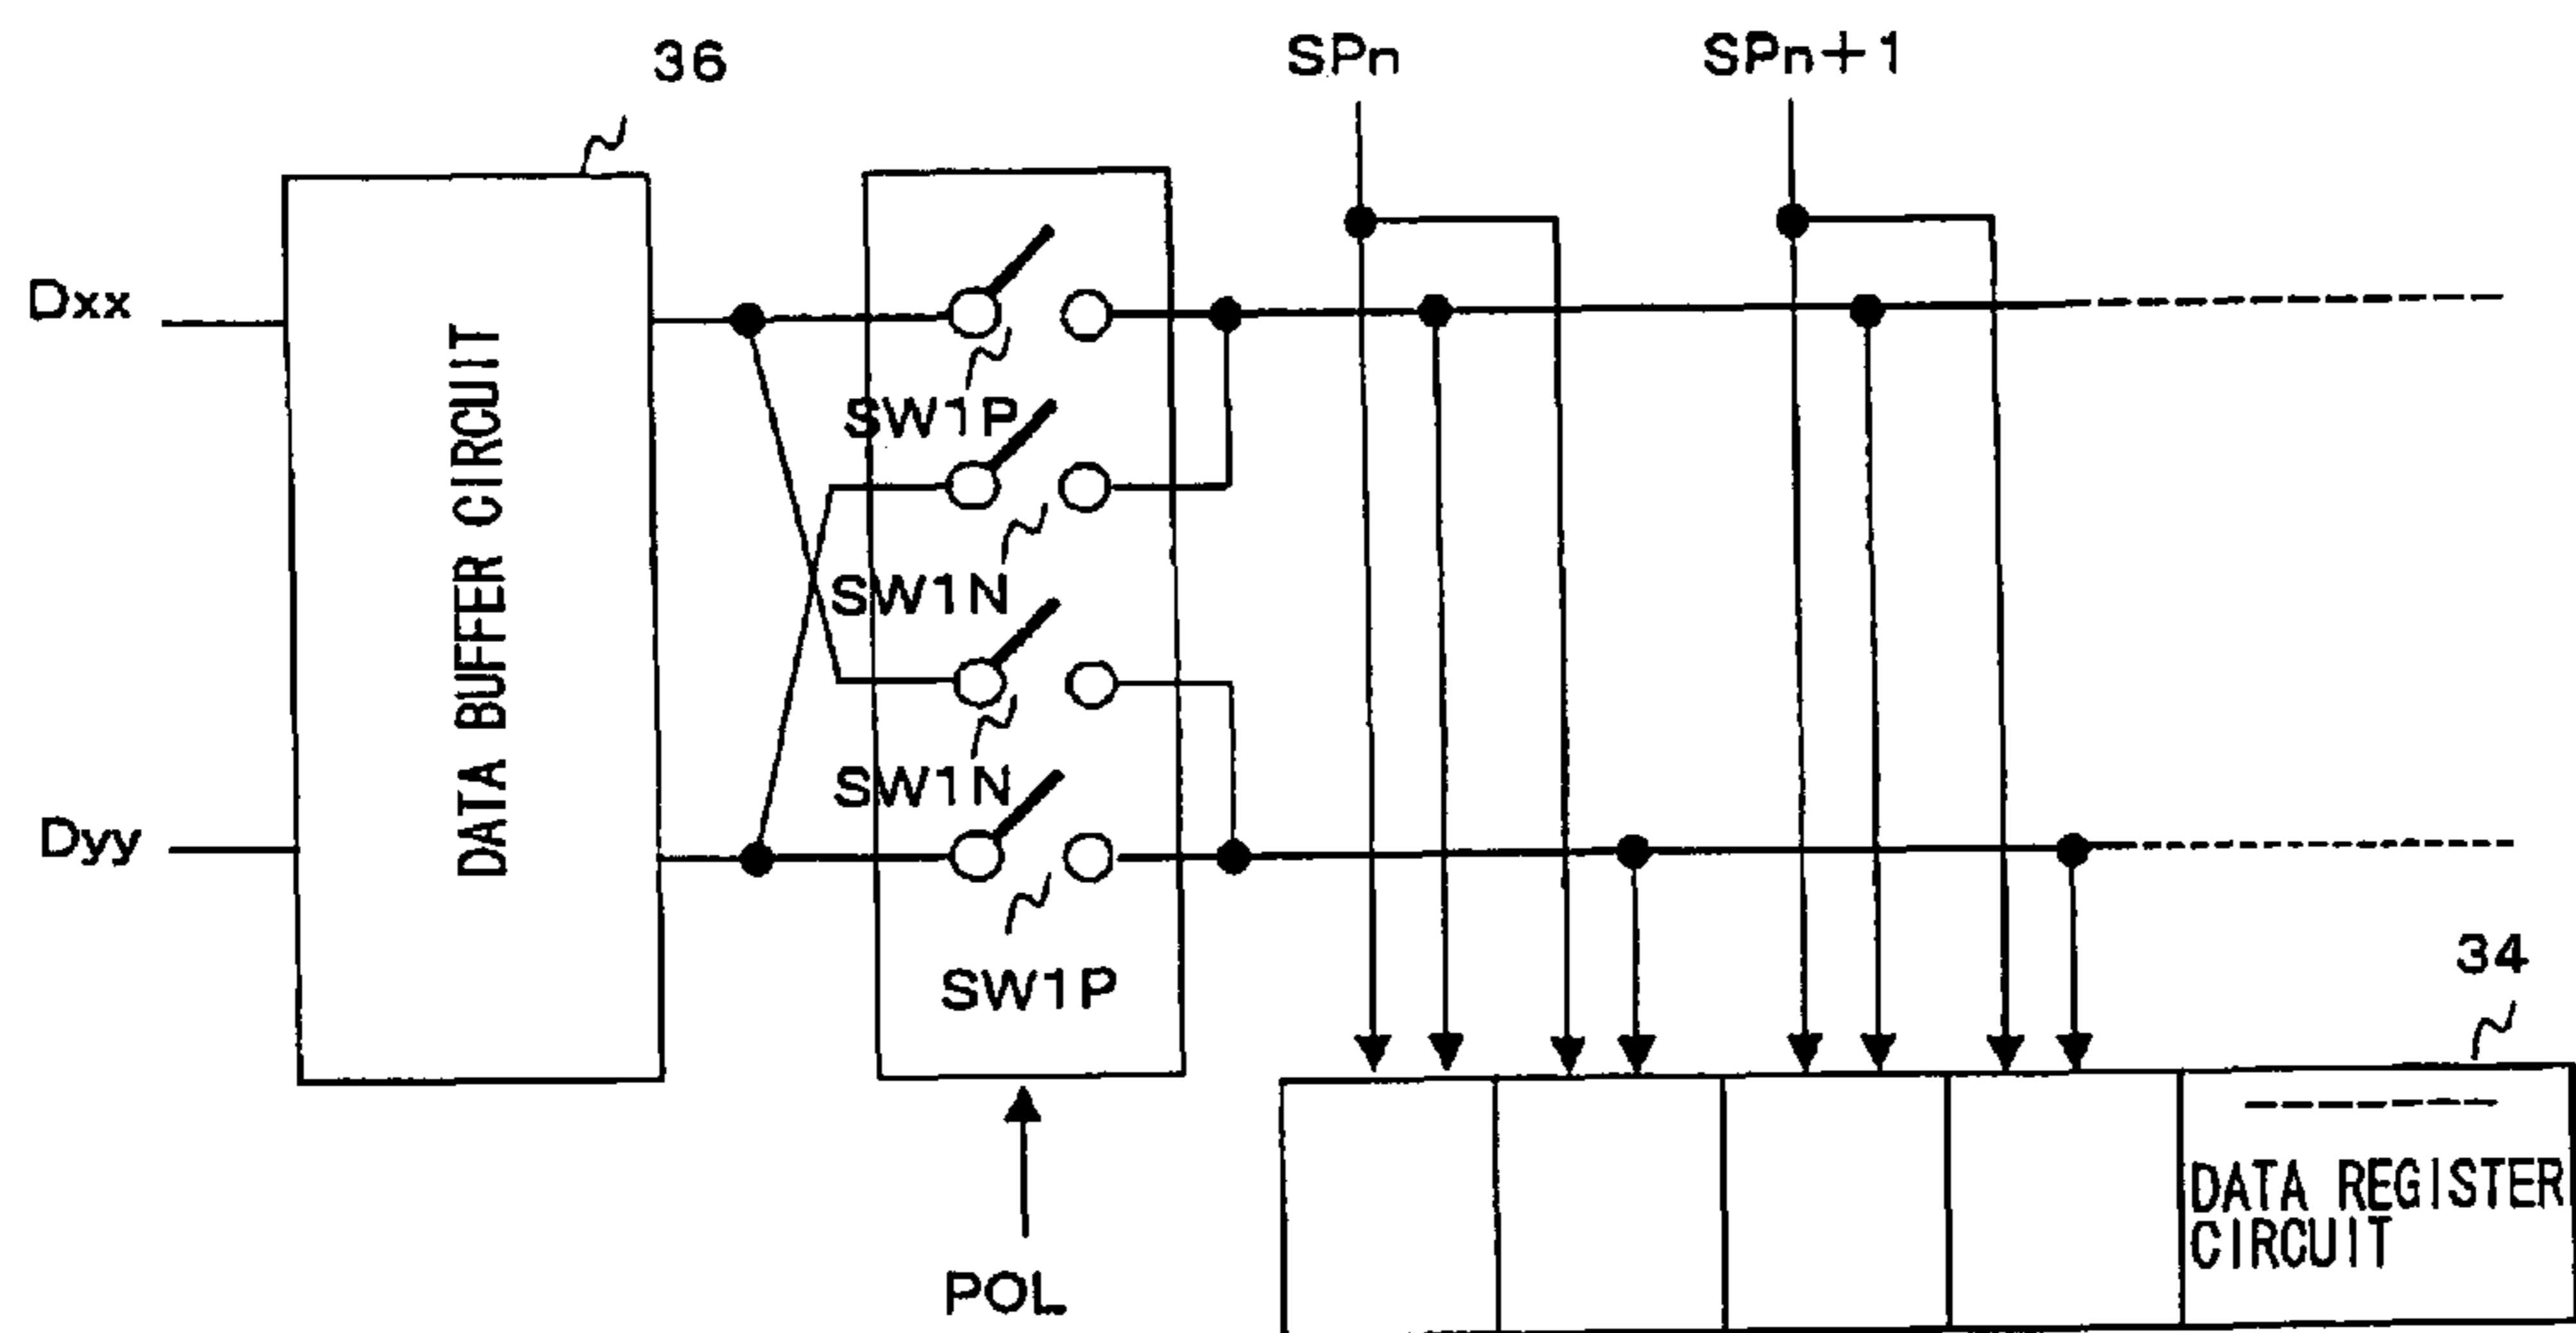 36
SPn
SPn+1
Dxx
SW1P
DATA BUFFER CIRCUIT
SW1N
SW1N
Dyy
SW1P
34
DATA REGISTER
CIRCUIT
POL